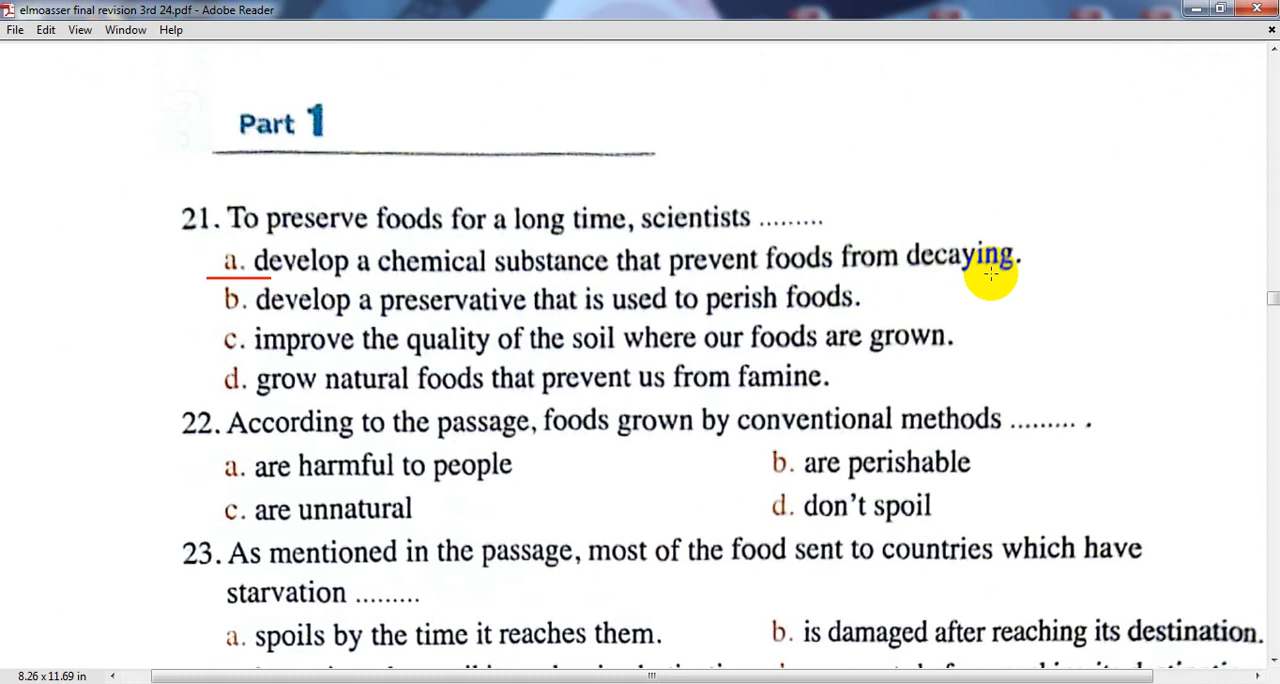 elmoasser final revision 3rd 24.pdf - Adobe Reader
File Edit View Window Help
Part 1
21. To preserve foods for a long time, scientists .........
a. develop a chemical substance that prevent foods from decaying.
b. develop a preservative that is used to perish foods.
c. improve the quality of the soil where our foods are grown.
d. grow natural foods that prevent us from famine.
22. According to the passage, foods grown by conventional methods ......... .
a. are harmful to people b. are perishable
c. are unnatural d. don't spoil
23. As mentioned in the passage, most of the food sent to countries which have
starvation .........
a. spoils by the time it reaches them. b. is damaged after reaching its destination.
8.26 x 11.69 in